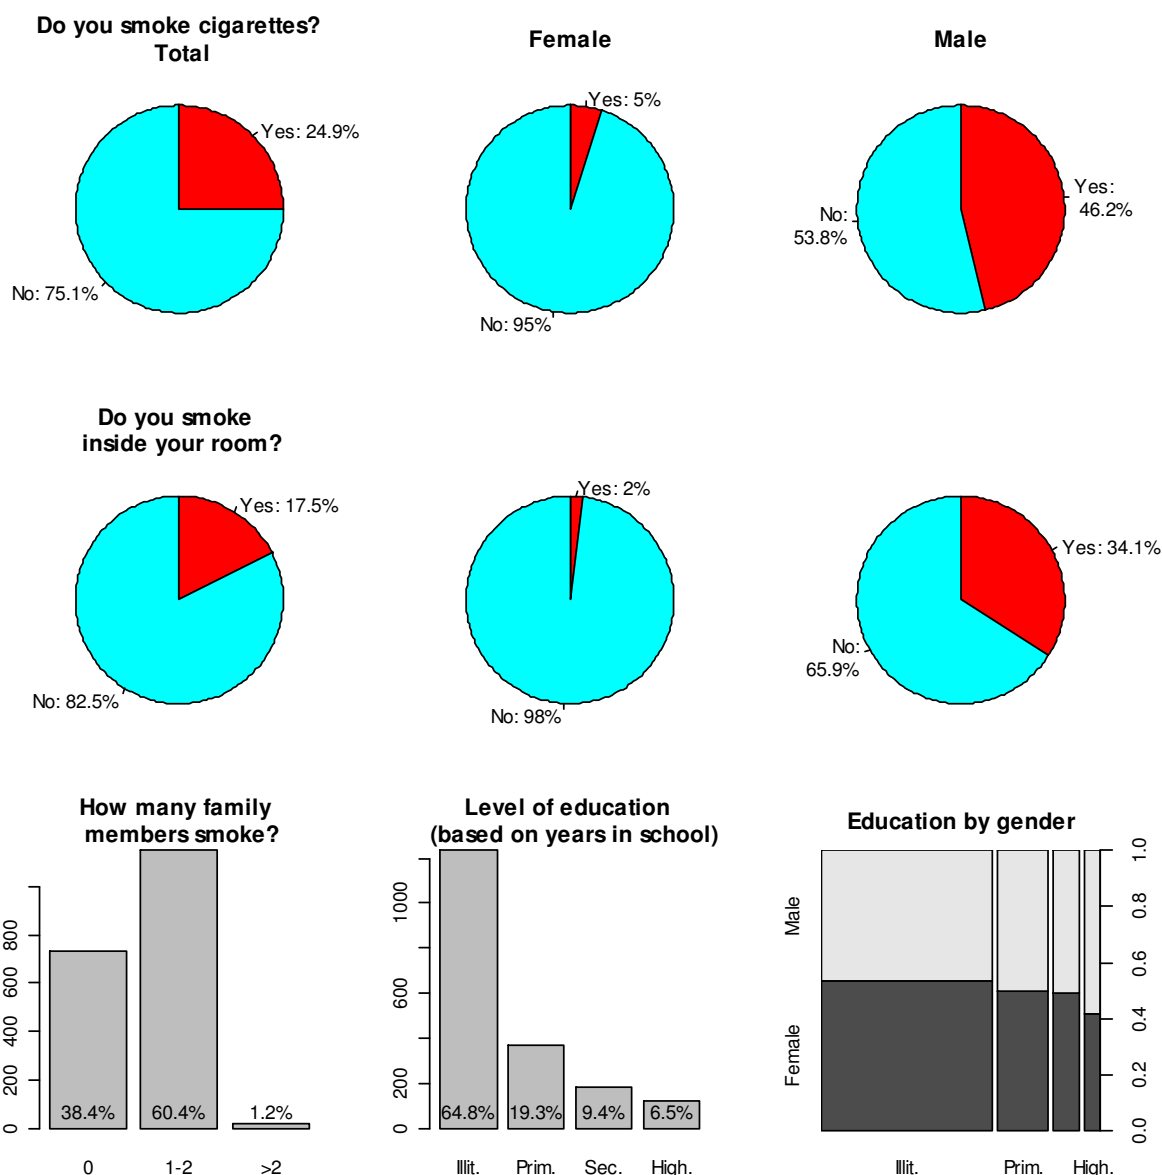 Do you smoke cigarettes?
Total
Female
Male
Yes: 24.9%
No: 75.1%
Yes: 5%
No: 95%
Yes:
46.2%
No:
53.8%
Do you smoke
inside your room?
Yes: 17.5%
No: 82.5%
Yes: 2%
No: 98%
Yes: 34.1%
No:
65.9%
How many family
members smoke?
800
600
400
200
0
38.4%
60.4%
1.2%
0
1-2
>2
Level of education
(based on years in school)
1000
600
200
0
64.8%
19.3%
9.4%
6.5%
Illit.
Prim.
Sec.
High.
Education by gender
Male
Female
1.0
0.8
0.6
0.4
0.2
0.0
Illit.
Prim.
High.